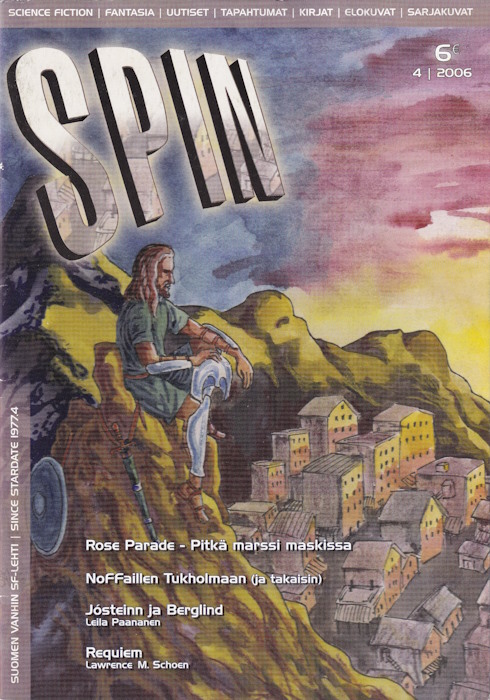 SCIENCE FICTION | FANTASIA | UUTISET | TAPAHTUMAT | KIRJAT | ELOKUVAT | SARJAKUVAT
6€
4 | 2006
SPIN
SUOMEN VANHIN SF-LEHTI | SINCE STARDATE 1977.4
Rose Parade - Pitkä marssi maskissa
NoFFaillen Tukholmaan (ja takaisin)
Jósteinn ja Berglind
Leila Paananen
Requiem
Lawrence M. Schoen